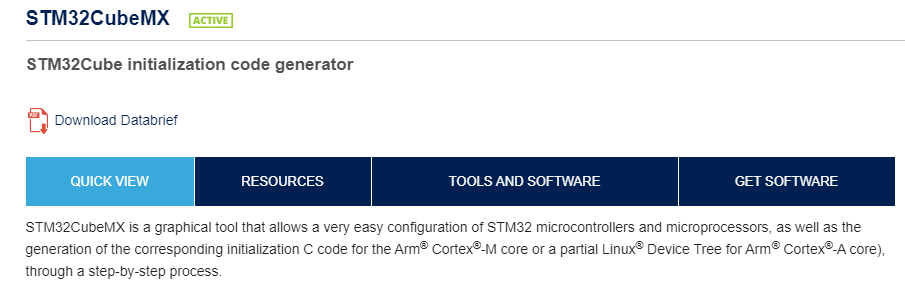 STM32CubeMX ACTIVE
STM32Cube initialization code generator
PDF Download Databrief
QUICK VIEW RESOURCES TOOLS AND SOFTWARE GET SOFTWARE
STM32CubeMX is a graphical tool that allows a very easy configuration of STM32 microcontrollers and microprocessors, as well as the
generation of the corresponding initialization C code for the Arm® Cortex®-M core or a partial Linux® Device Tree for Arm® Cortex®-A core),
through a step-by-step process.